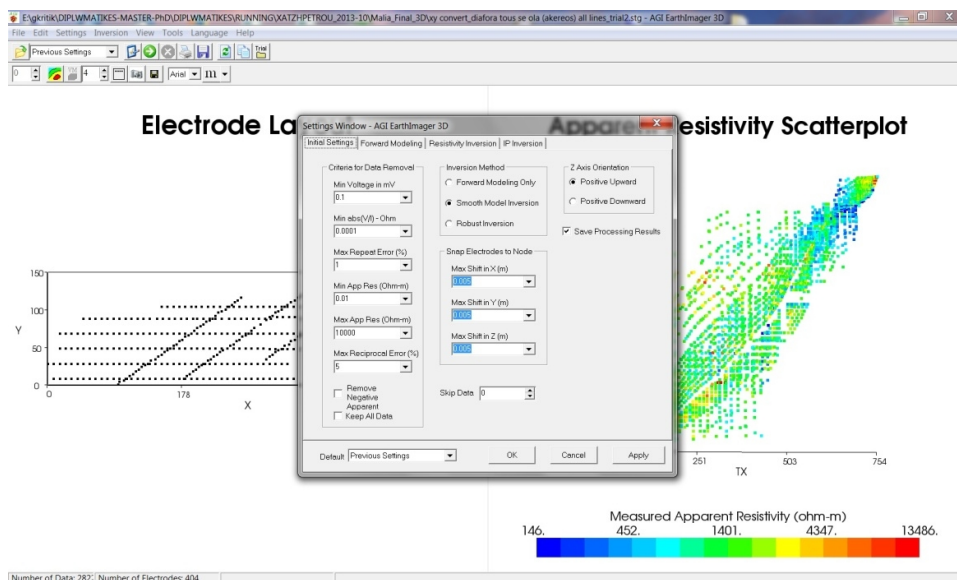 E:\gkritik\DIPLWMATIKES-MASTER-PhD\DIPLWMATIKES\RUNNING\XATZHPETROU_2013-10\Malia_Final_3D\xy convert_diafora tous se ola (akereos) all lines_trial2.stg - AGI EarthImager 3D
File Edit Settings Inversion View Tools Language Help
Previous Settings
0 4 Arial m
Electrode La
Apparent Resistivity Scatterplot
Settings Window - AGI EarthImager 3D
Initial Settings Forward Modeling Resistivity Inversion IP Inversion
Criteria for Data Removal
Min Voltage in mV
0.1
Min abs(V/I) - Ohm
0.0001
Max Repeat Error (%)
1
Min App Res (Ohm-m)
0.01
Max App Res (Ohm-m)
10000
Max Reciprocal Error (%)
5
Remove
Negative
Apparent
Keep All Data
Inversion Method
Forward Modeling Only
Smooth Model Inversion
Robust Inversion
Snap Electrodes to Node
Max Shift in X (m)
0.005
Max Shift in Y (m)
0.005
Max Shift in Z (m)
0.005
Skip Data 0
Z Axis Orientation
Positive Upward
Positive Downward
Save Processing Results
Default Previous Settings OK Cancel Apply
150
100
Y
50
0
0 178
X
251 503 754
TX
Measured Apparent Resistivity (ohm-m)
146. 452. 1401. 4347. 13486.
Number of Electrodes: 404